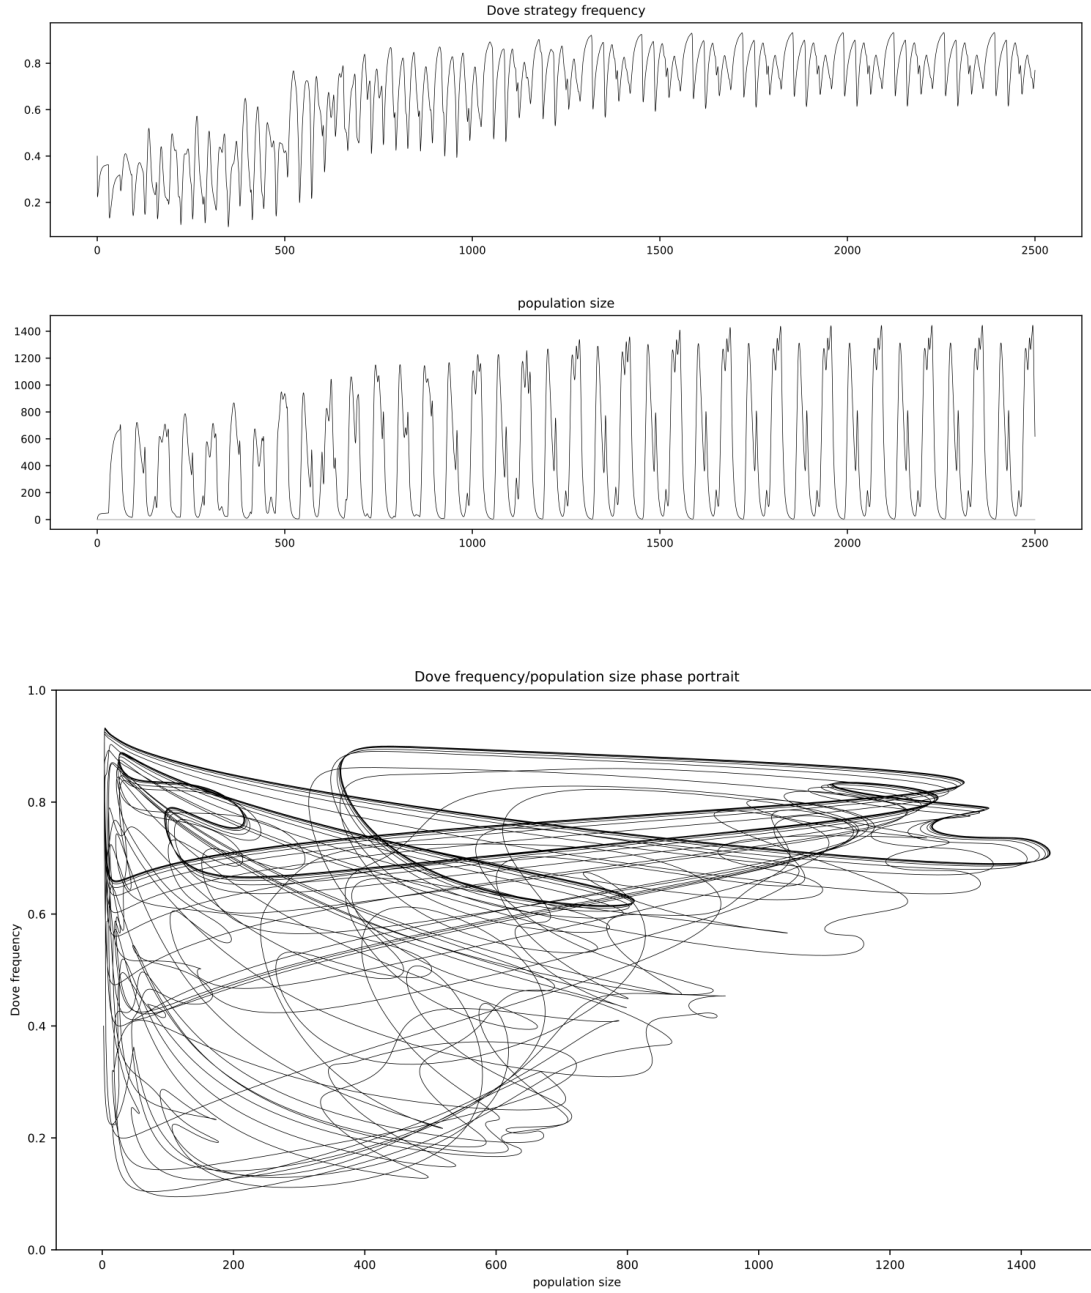 Dove strategy frequency
0.8
0.6
0.4
0.2
0 500 1000 1500 2000 2500
population size
1400
1200
1000
800
600
400
200
0
0 500 1000 1500 2000 2500
Dove frequency/population size phase portrait
1.0
0.8
0.6
0.4
0.2
0.0
Dove frequency
0 200 400 600 800 1000 1200 1400
population size